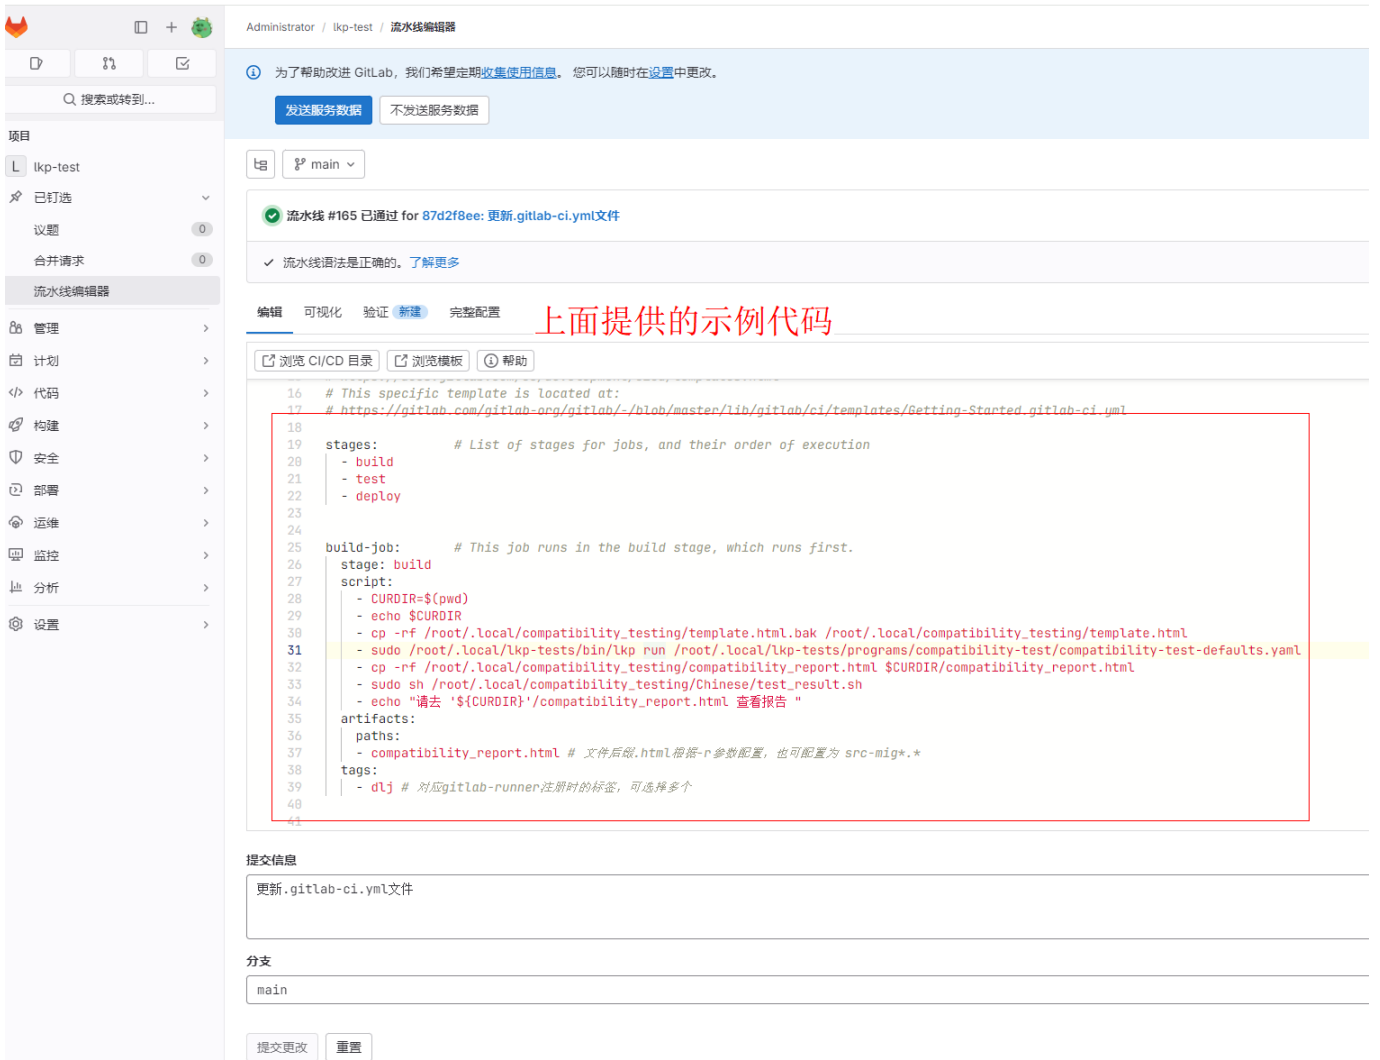 Administrator / lkp-test / 流水线编辑器
为了帮助改进 GitLab，我们希望定期收集使用信息。 您可以随时在设置中更改。
发送服务数据 不发送服务数据
搜索或转到...
项目
L lkp-test
已钉选
议题 0
合并请求 0
流水线编辑器
管理
计划
代码
构建
安全
部署
运维
监控
分析
设置
main
流水线 #165 已通过 for 87d2f8ee: 更新.gitlab-ci.yml文件
流水线语法是正确的。了解更多
编辑 可视化 验证 新建 完整配置
上面提供的示例代码
浏览 CI/CD 目录 浏览模板 帮助
16 # This specific template is located at:
17 # https://gitlab.com/gitlab-org/gitlab/-/blob/master/lib/gitlab/ci/templates/Getting-Started.gitlab-ci.yml
18
19 stages: # List of stages for jobs, and their order of execution
20 - build
21 - test
22 - deploy
23
24
25 build-job: # This job runs in the build stage, which runs first.
26 stage: build
27 script:
28 - CURDIR=$(pwd)
29 - echo $CURDIR
30 - cp -rf /root/.local/compatibility_testing/template.html.bak /root/.local/compatibility_testing/template.html
31 - sudo /root/.local/lkp-tests/bin/lkp run /root/.local/lkp-tests/programs/compatibility-test/compatibility-test-defaults.yaml
32 - cp -rf /root/.local/compatibility_testing/compatibility_report.html $CURDIR/compatibility_report.html
33 - sudo sh /root/.local/compatibility_testing/Chinese/test_result.sh
34 - echo "请去 '${CURDIR}'/compatibility_report.html 查看报告 "
35 artifacts:
36 paths:
37 - compatibility_report.html # 文件后缀.html根据-r参数配置，也可配置为 src-mig*.*
38 tags:
39 - dlj # 对应gitlab-runner注册时的标签，可选择多个
40
41
提交信息
更新.gitlab-ci.yml文件
分支
main
提交更改 重置